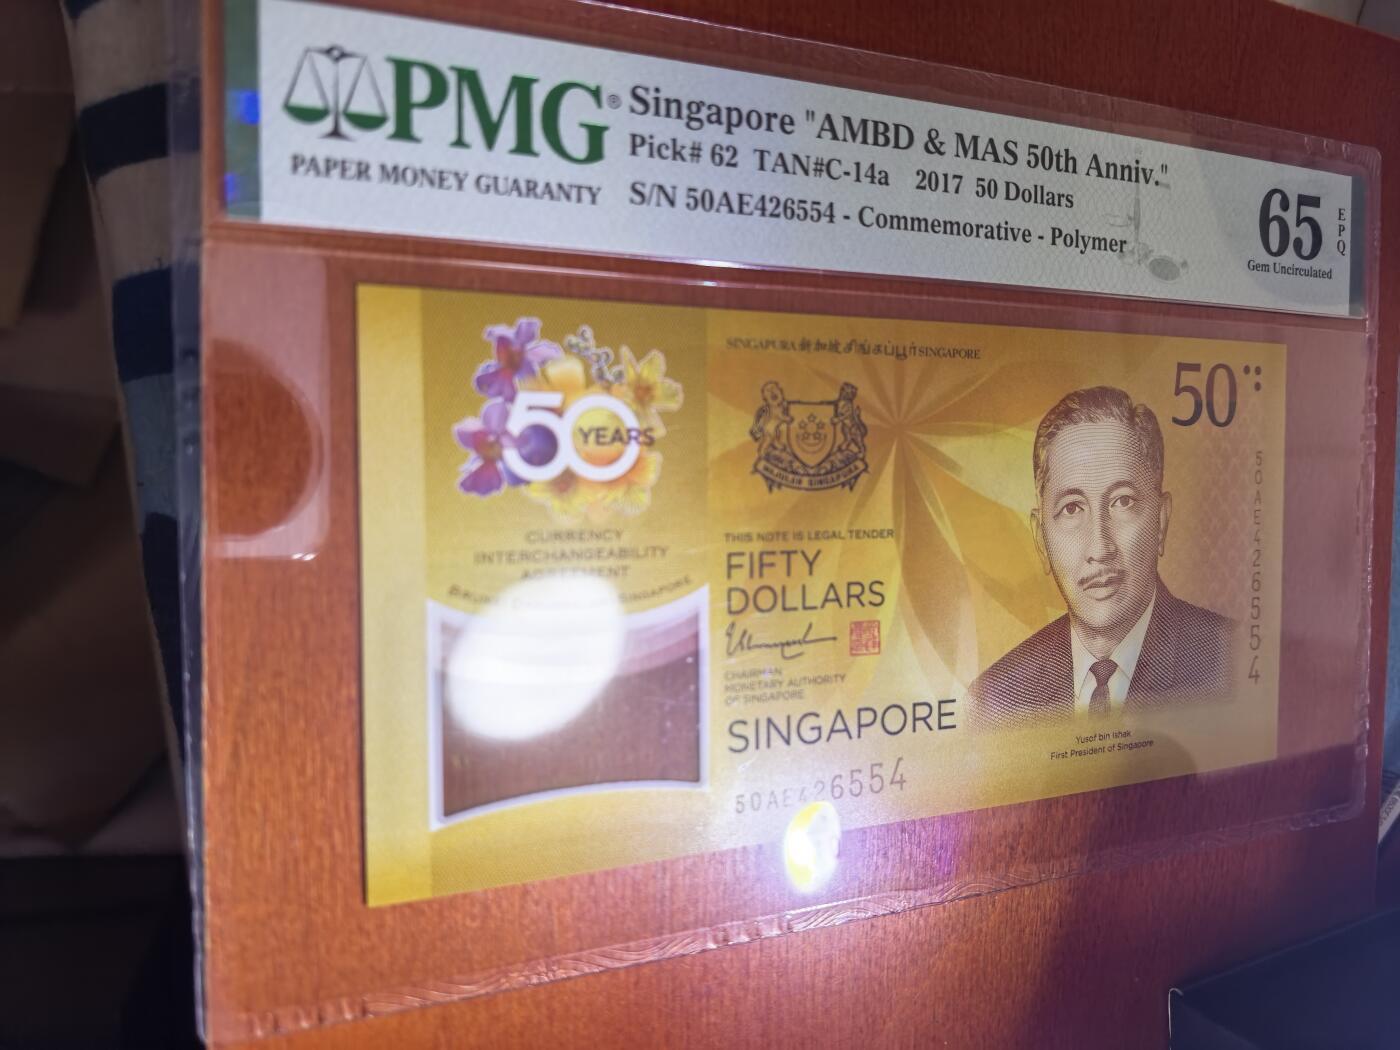 PMG®
PAPER MONEY GUARANTY
Singapore "AMBD & MAS 50th Anniv."
Pick# 62 TAN#C-14a 2017 50 Dollars
S/N 50AE426554 - Commemorative - Polymer
65
EPQ
Gem Uncirculated
SINGAPURA 新加坡 சிங்கப்பூர் SINGAPORE
50
50 YEARS
CURRENCY
INTERCHANGEABILITY
AGREEMENT
SINGAPORE
MAJULAH SINGAPURA
THIS NOTE IS LEGAL TENDER
FIFTY
DOLLARS
CHAIRMAN
MONETARY AUTHORITY
OF SINGAPORE
SINGAPORE
50AE426554
50AE426554
Yusof bin Ishak
First President of Singapore